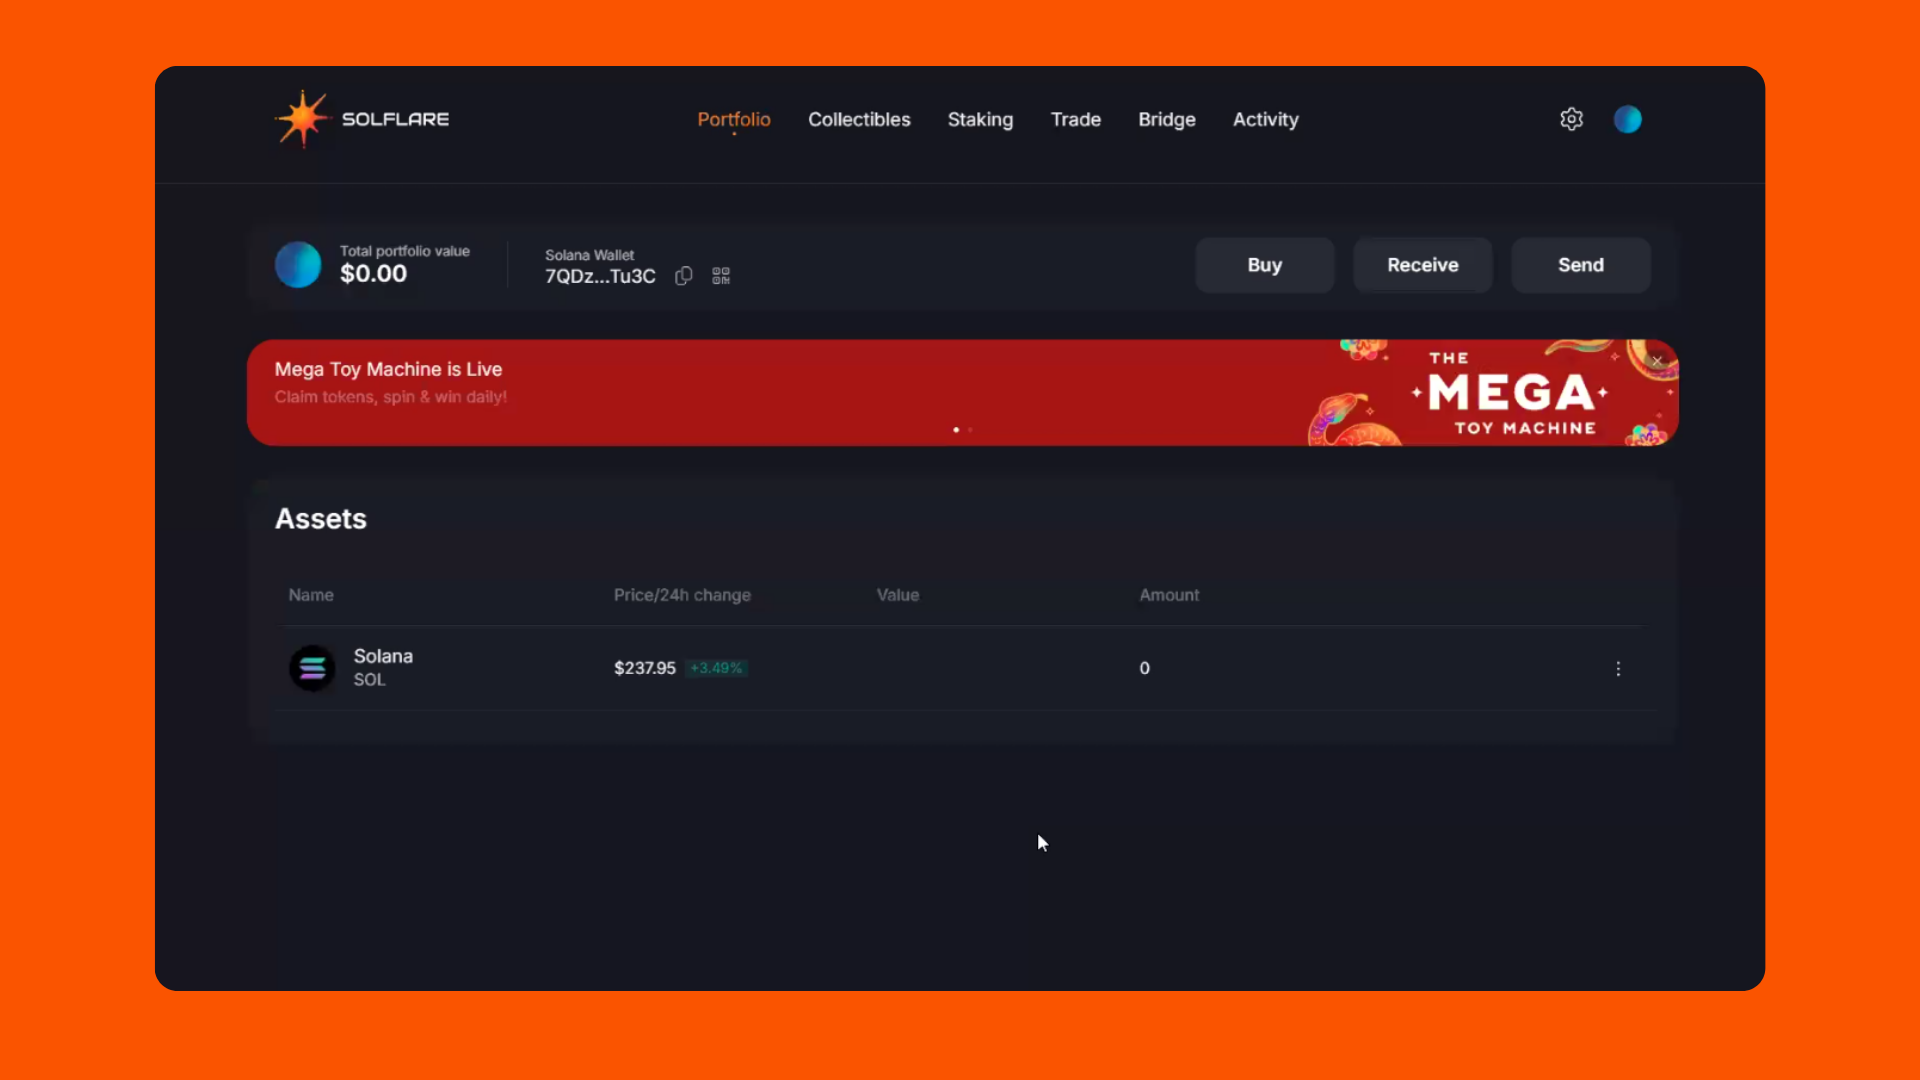 SOLFLARE
Portfolio
Collectibles
Staking
Trade
Bridge
Activity
Total portfolio value
$0.00
Solana Wallet
7QDz...Tu3C
Buy
Receive
Send
Mega Toy Machine is Live
Claim tokens, spin & win daily!
THE
MEGA
TOY MACHINE
Assets
Name
Price/24h change
Value
Amount
Solana
SOL
$237.95
+3.49%
0